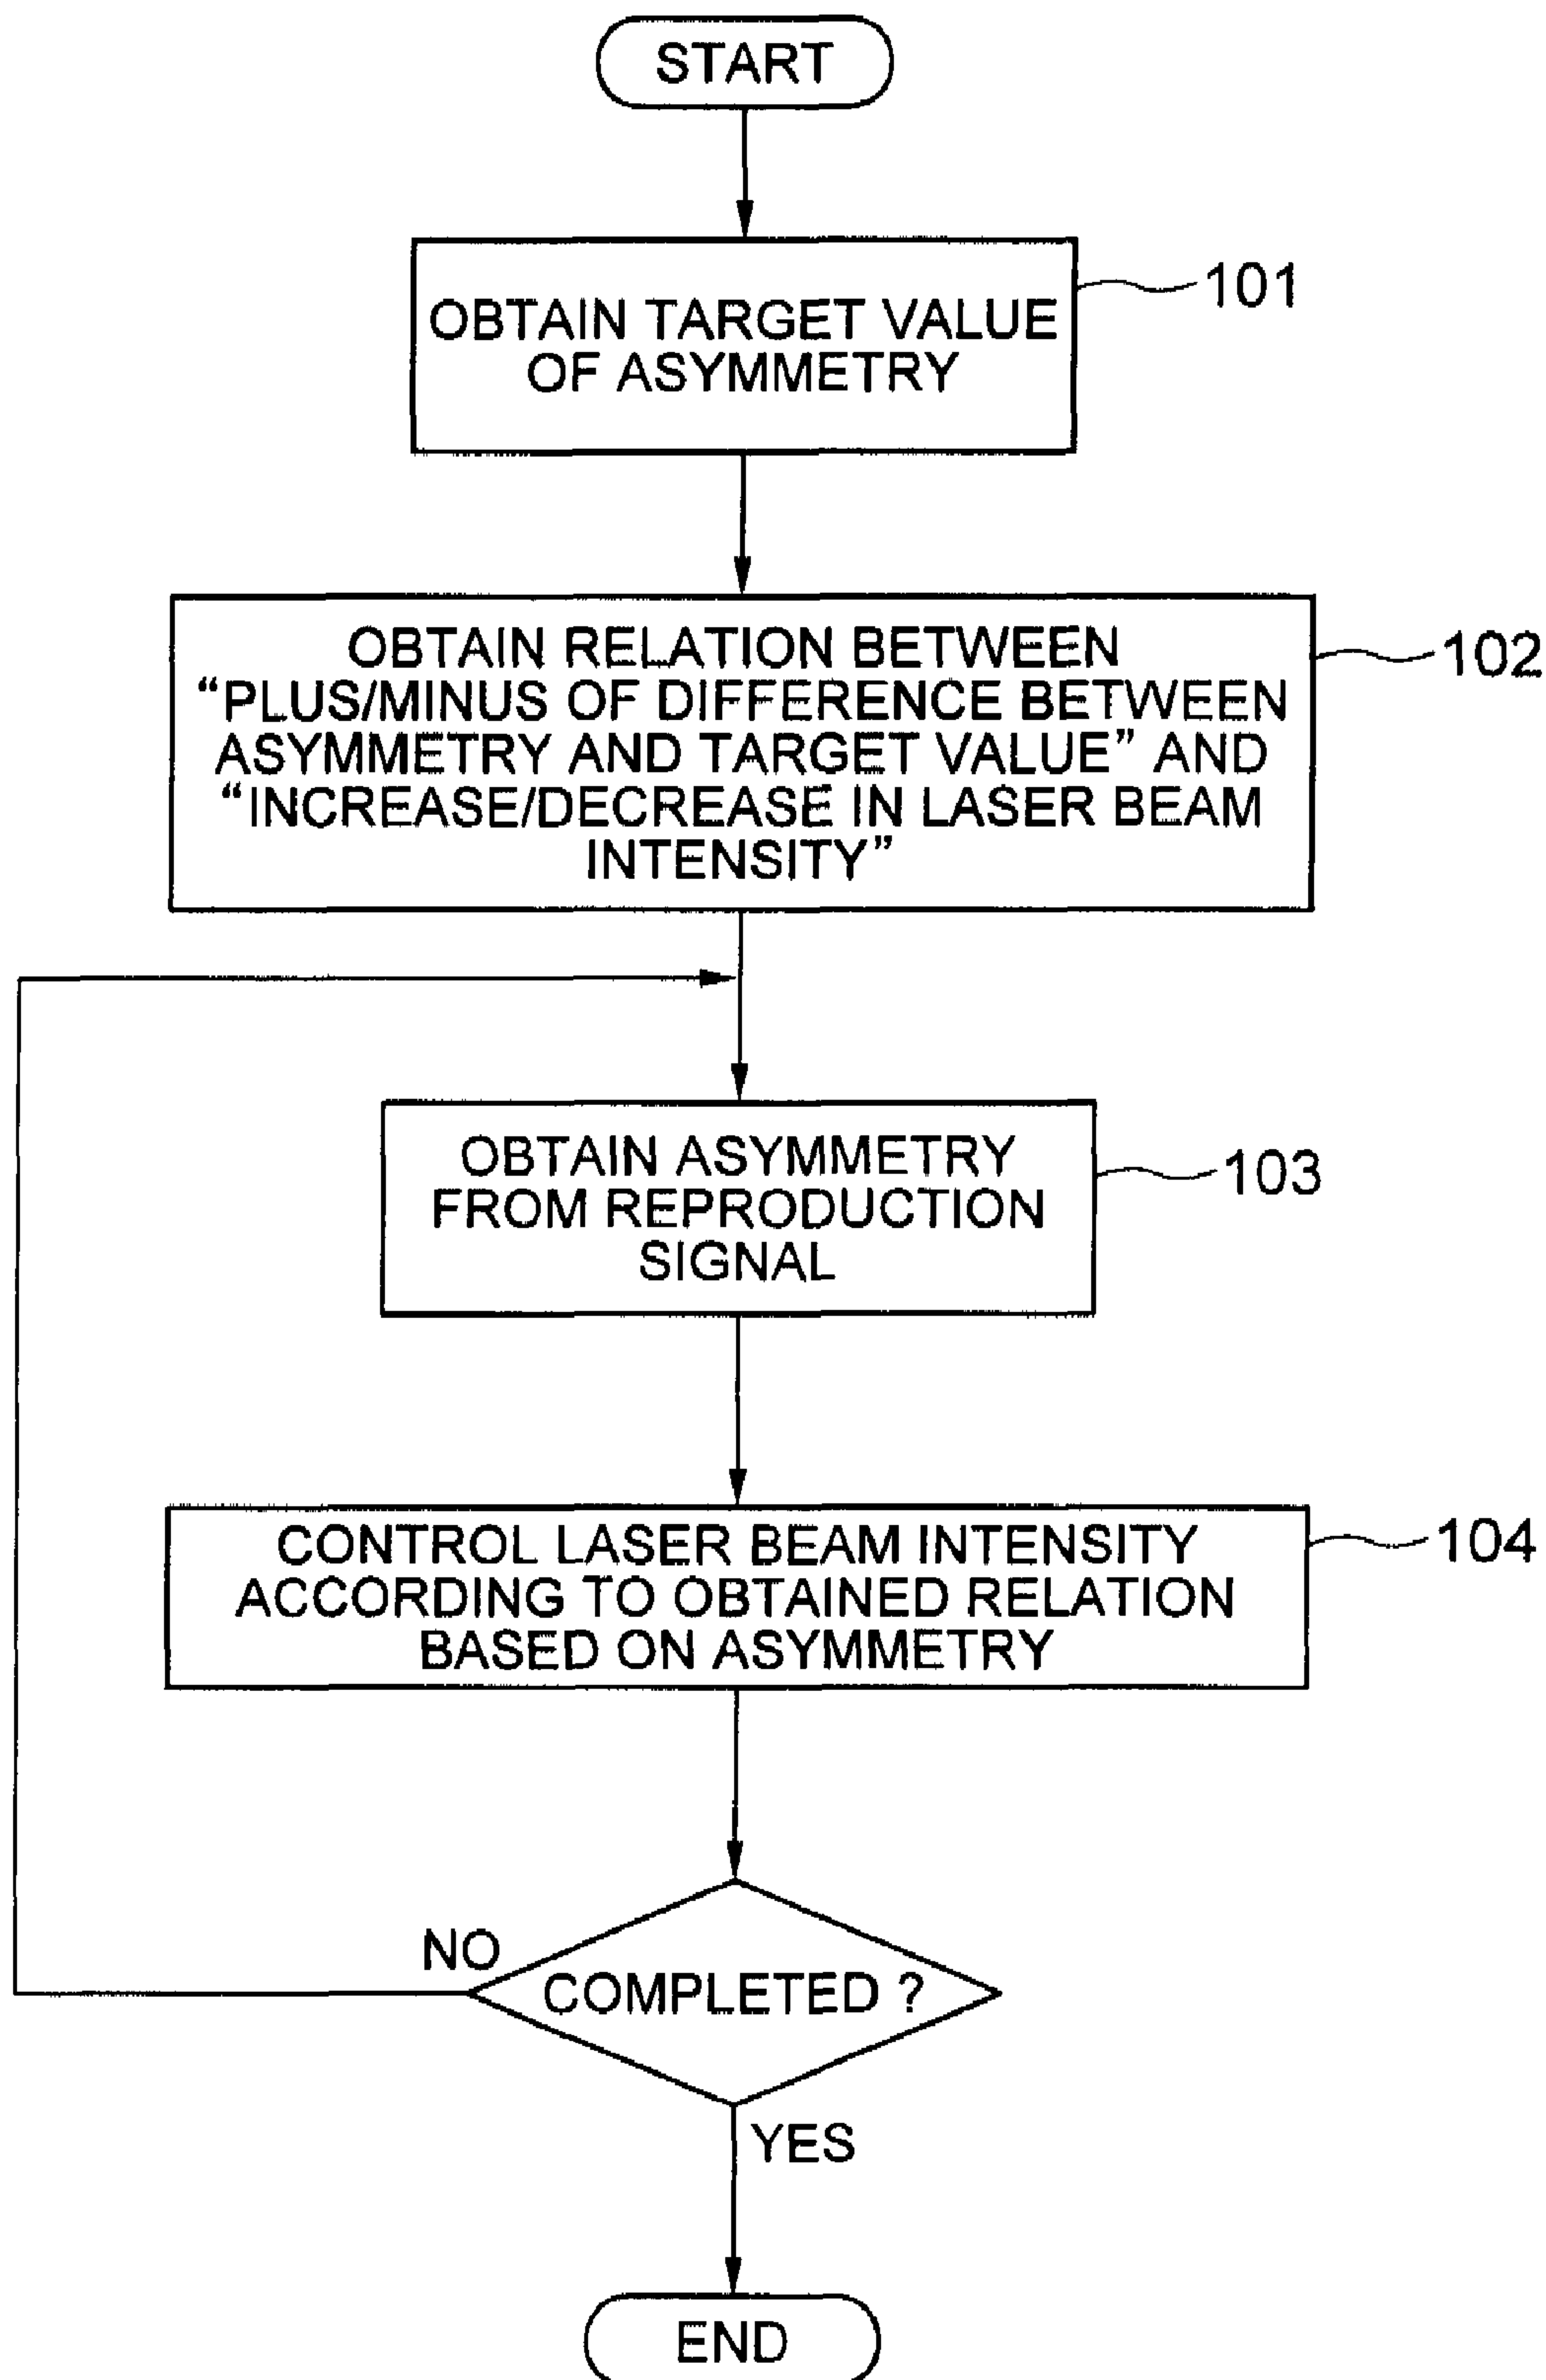 START
OBTAIN TARGET VALUE
OF ASYMMETRY
101
OBTAIN RELATION BETWEEN
“PLUS/MINUS OF DIFFERENCE BETWEEN
ASYMMETRY AND TARGET VALUE” AND
“INCREASE/DECREASE IN LASER BEAM
INTENSITY”
102
OBTAIN ASYMMETRY
FROM REPRODUCTION
SIGNAL
103
CONTROL LASER BEAM INTENSITY
ACCORDING TO OBTAINED RELATION
BASED ON ASYMMETRY
104
NO
COMPLETED ?
YES
END